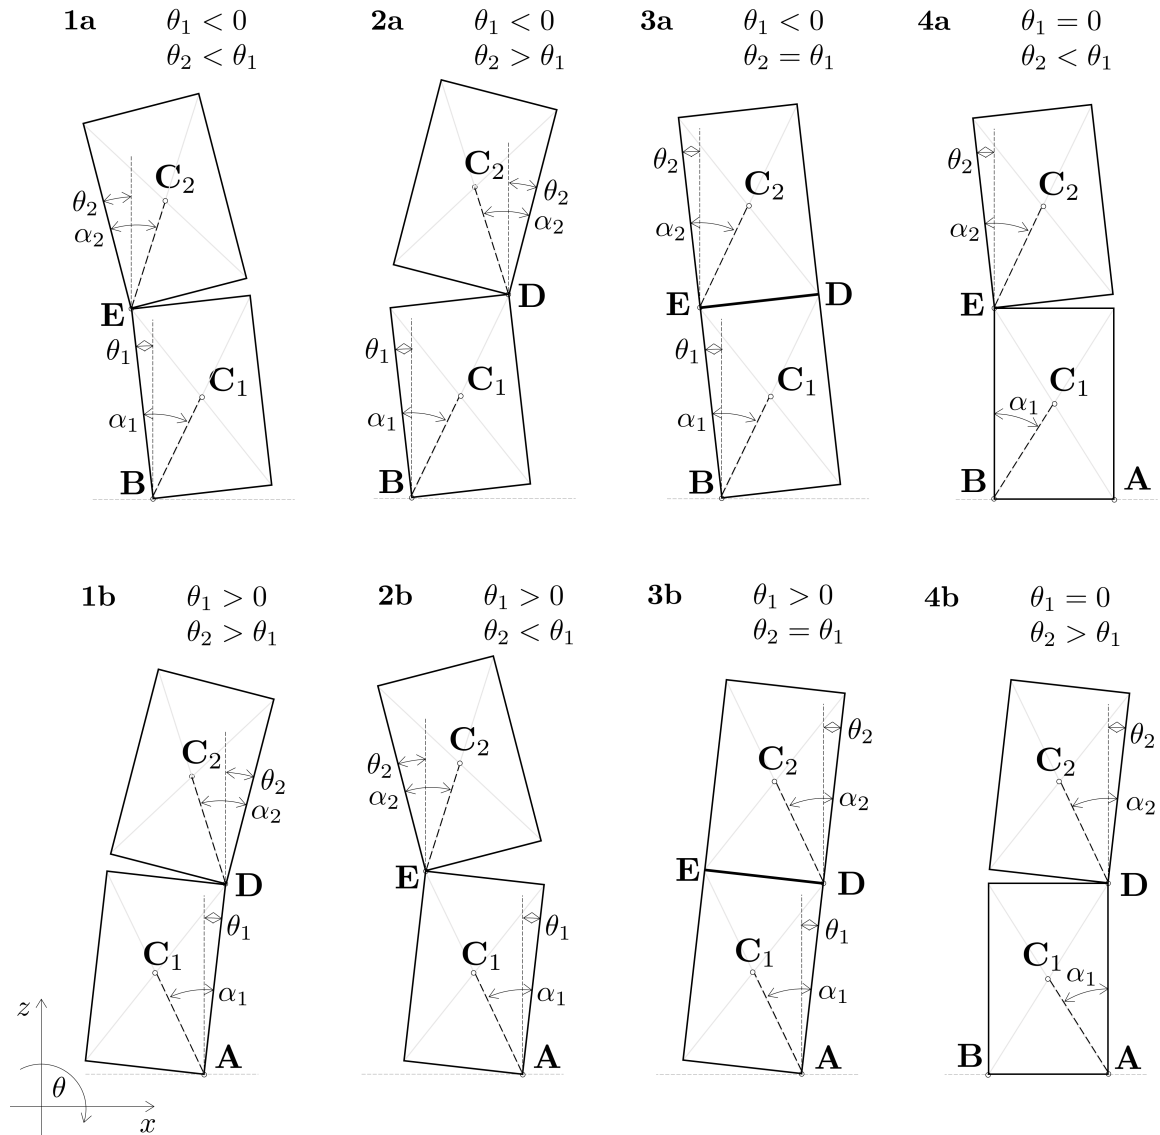 1a θ₁ < 0
θ₂ < θ₁
2a θ₁ < 0
θ₂ > θ₁
3a θ₁ < 0
θ₂ = θ₁
4a θ₁ = 0
θ₂ < θ₁
C₂
θ₂
α₂
E
θ₁
C₁
α₁
B
C₂
θ₂
α₂
D
θ₁
C₁
α₁
B
θ₂
C₂
α₂
E
D
θ₁
C₁
α₁
B
θ₂
C₂
α₂
E
C₁
α₁
B
A
1b θ₁ > 0
θ₂ > θ₁
2b θ₁ > 0
θ₂ < θ₁
3b θ₁ > 0
θ₂ = θ₁
4b θ₁ = 0
θ₂ > θ₁
C₂
θ₂
α₂
D
θ₁
C₁
α₁
A
C₂
θ₂
α₂
E
θ₁
C₁
α₁
A
θ₂
C₂
α₂
E
D
θ₁
C₁
α₁
A
θ₂
C₂
α₂
D
C₁
α₁
B
A
z
θ
x